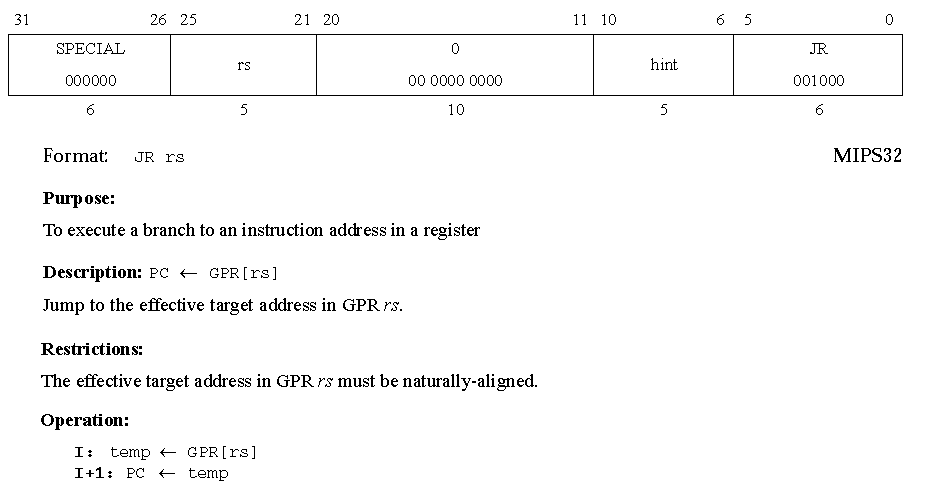 31 26 25 21 20 11 10 6 5 0
SPECIAL 0 JR
rs hint
000000 00 0000 0000 001000
6 5 10 5 6
Format: JR rs MIPS32
Purpose:
To execute a branch to an instruction address in a register
Description: PC ← GPR[rs]
Jump to the effective target address in GPR rs.
Restrictions:
The effective target address in GPR rs must be naturally-aligned.
Operation:
I: temp ← GPR[rs]
I+1: PC ← temp